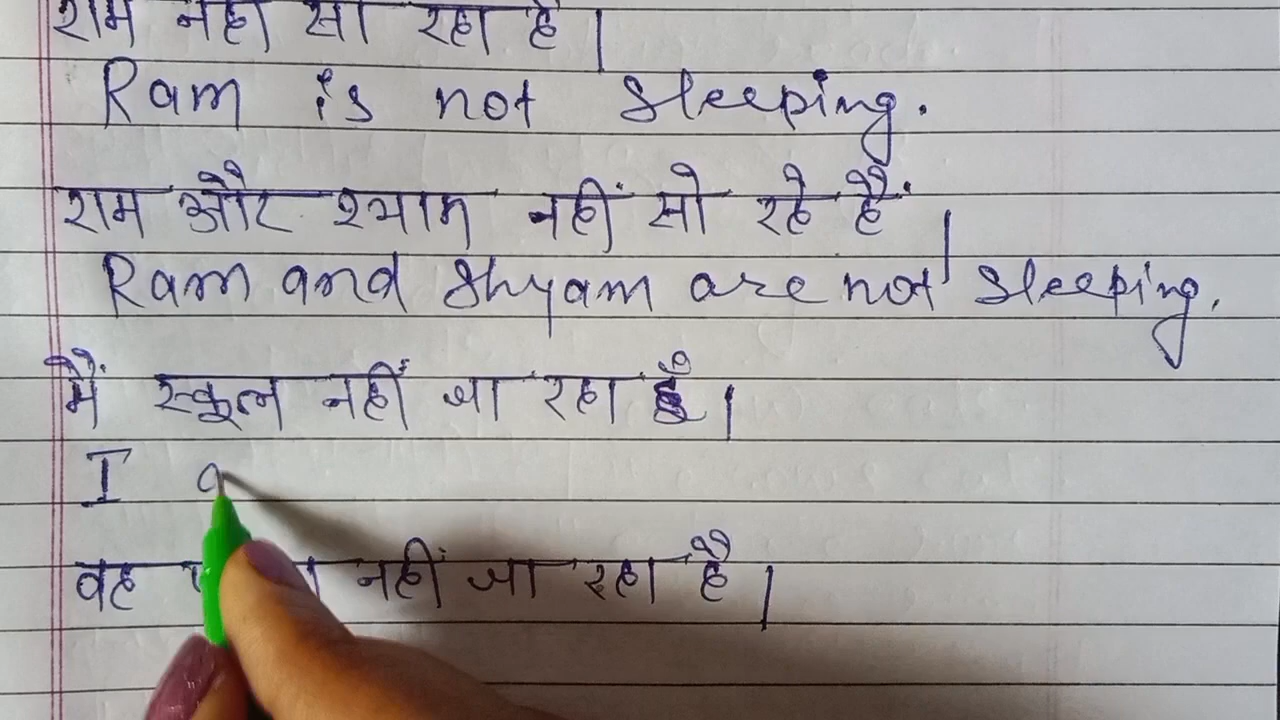 राम नहीं सो रहा है।
Ram is not sleeping.
राम और श्याम नहीं सो रहे हैं।
Ram and Shyam are not sleeping.
मैं स्कूल नहीं जा रहा हूँ।
I a
वह नहीं जा रहा है।